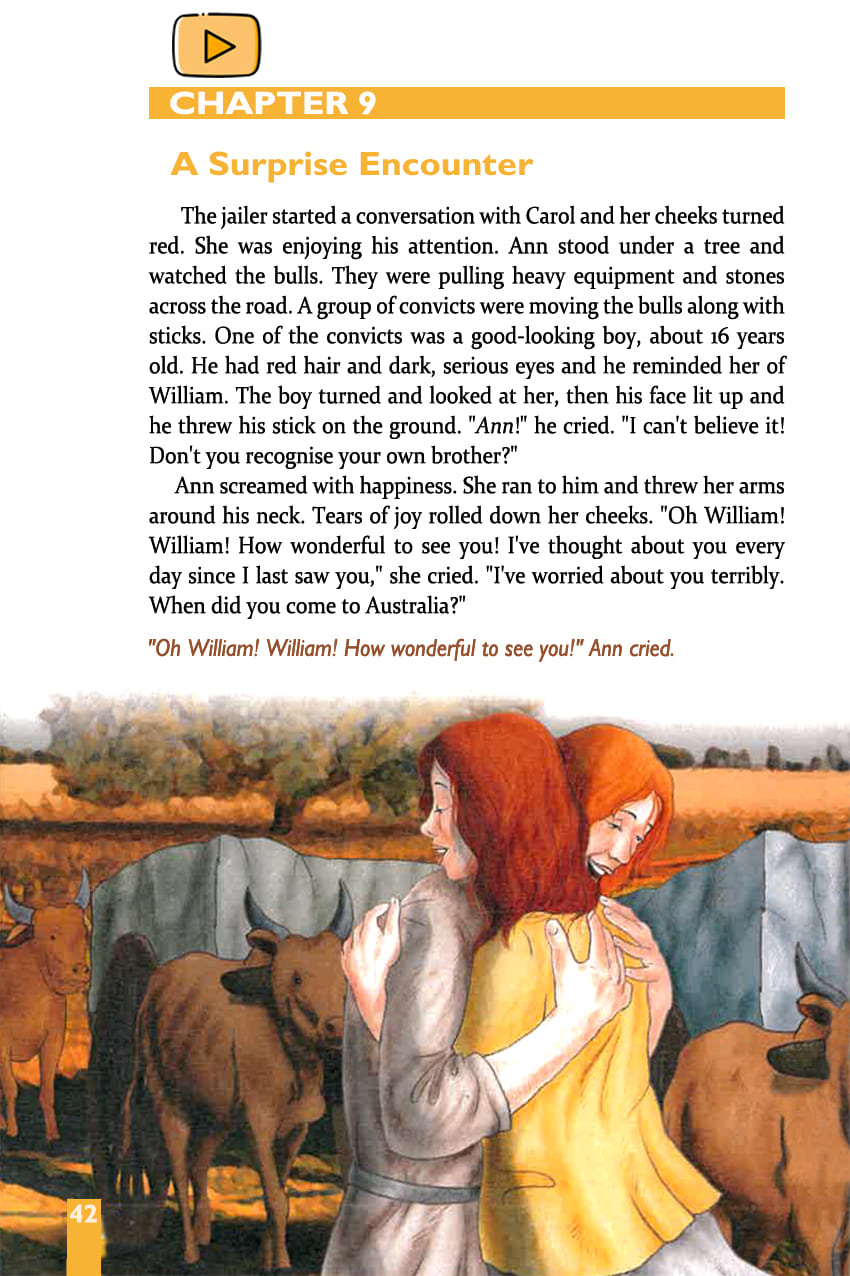 CHAPTER 9
A Surprise Encounter
The jailer started a conversation with Carol and her cheeks turned
red. She was enjoying his attention. Ann stood under a tree and
watched the bulls. They were pulling heavy equipment and stones
across the road. A group of convicts were moving the bulls along with
sticks. One of the convicts was a good-looking boy, about 16 years
old. He had red hair and dark, serious eyes and he reminded her of
William. The boy turned and looked at her, then his face lit up and
he threw his stick on the ground. "Ann!" he cried. "I can't believe it!
Don't you recognise your own brother?"
Ann screamed with happiness. She ran to him and threw her arms
around his neck. Tears of joy rolled down her cheeks. "Oh William!
William! How wonderful to see you! I've thought about you every
day since I last saw you," she cried. "I've worried about you terribly.
When did you come to Australia?"
"Oh William! William! How wonderful to see you!" Ann cried.
42